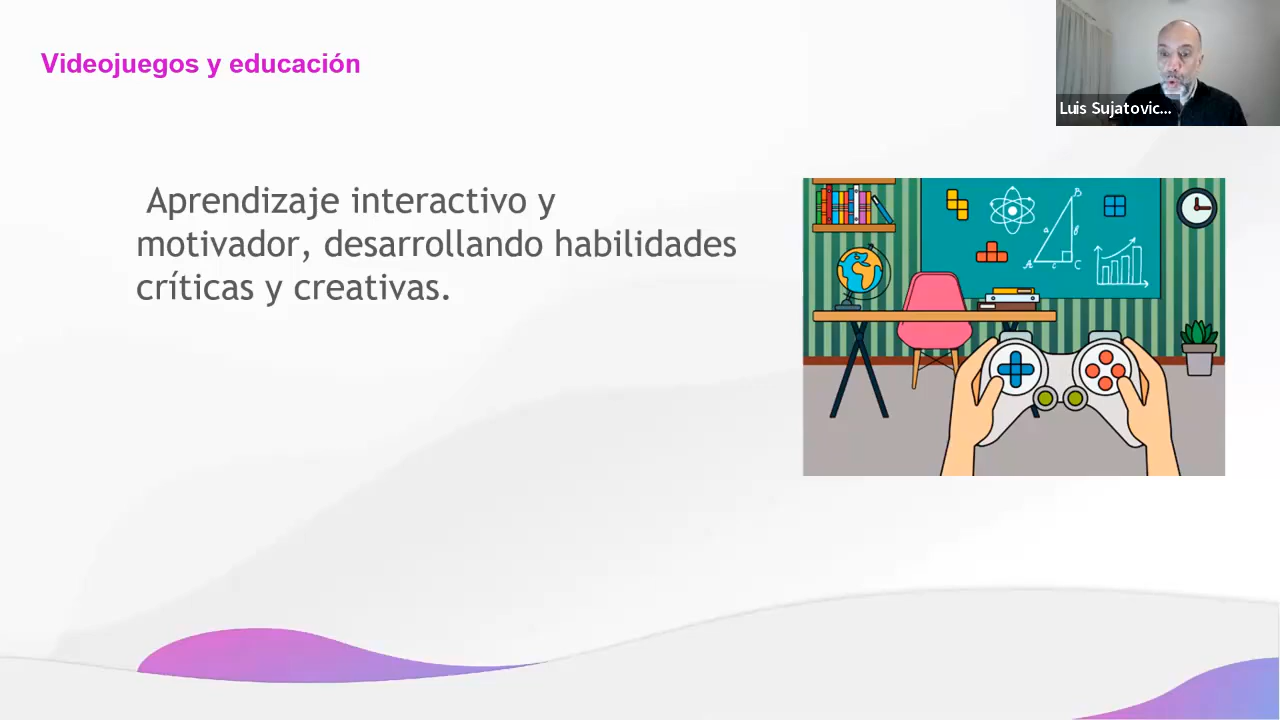 Videojuegos y educación
Luis Sujatovic...
Aprendizaje interactivo y
motivador, desarrollando habilidades
críticas y creativas.
B
a
b
A
c
C